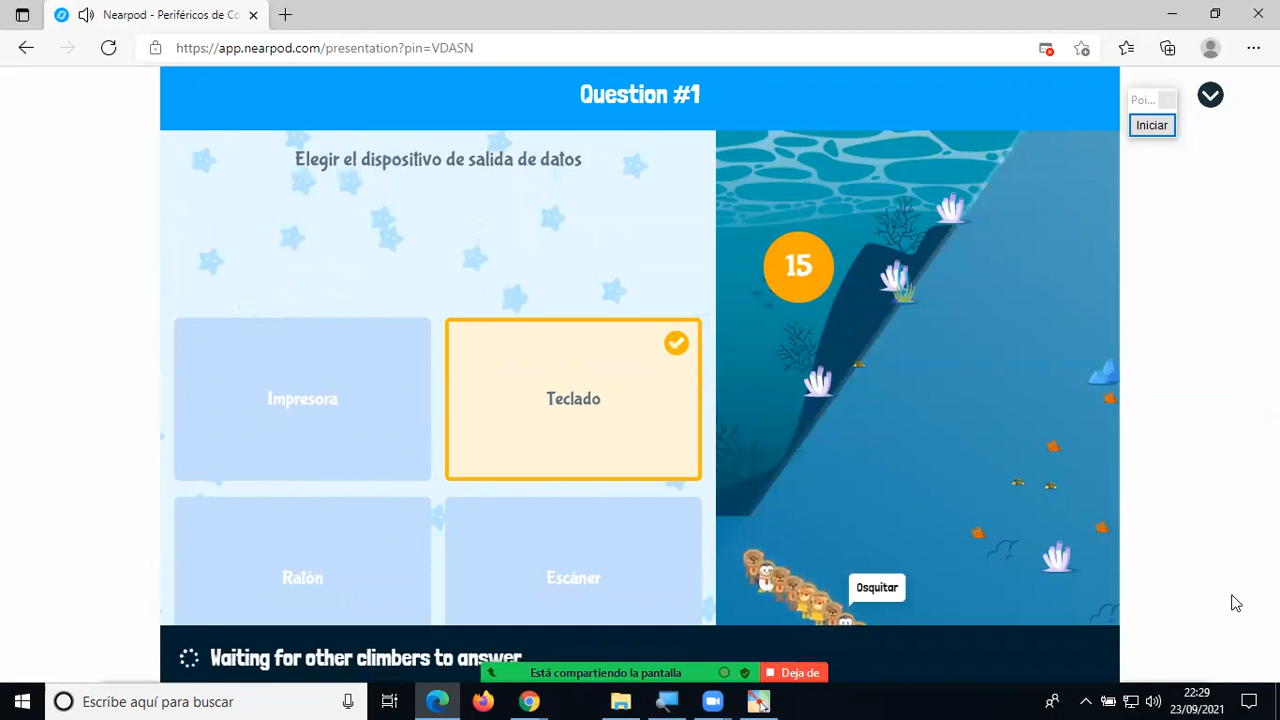 Nearpod - Periféricos de Co
https://app.nearpod.com/presentation?pin=VDASN
Question #1
Poi...
Iniciar
Elegir el dispositivo de salida de datos
15
Impresora
Teclado
Ratón
Escáner
Osquitar
Waiting for other climbers to answer
Está compartiendo la pantalla
Deja de
Escribe aquí para buscar
22:29
23/09/2021